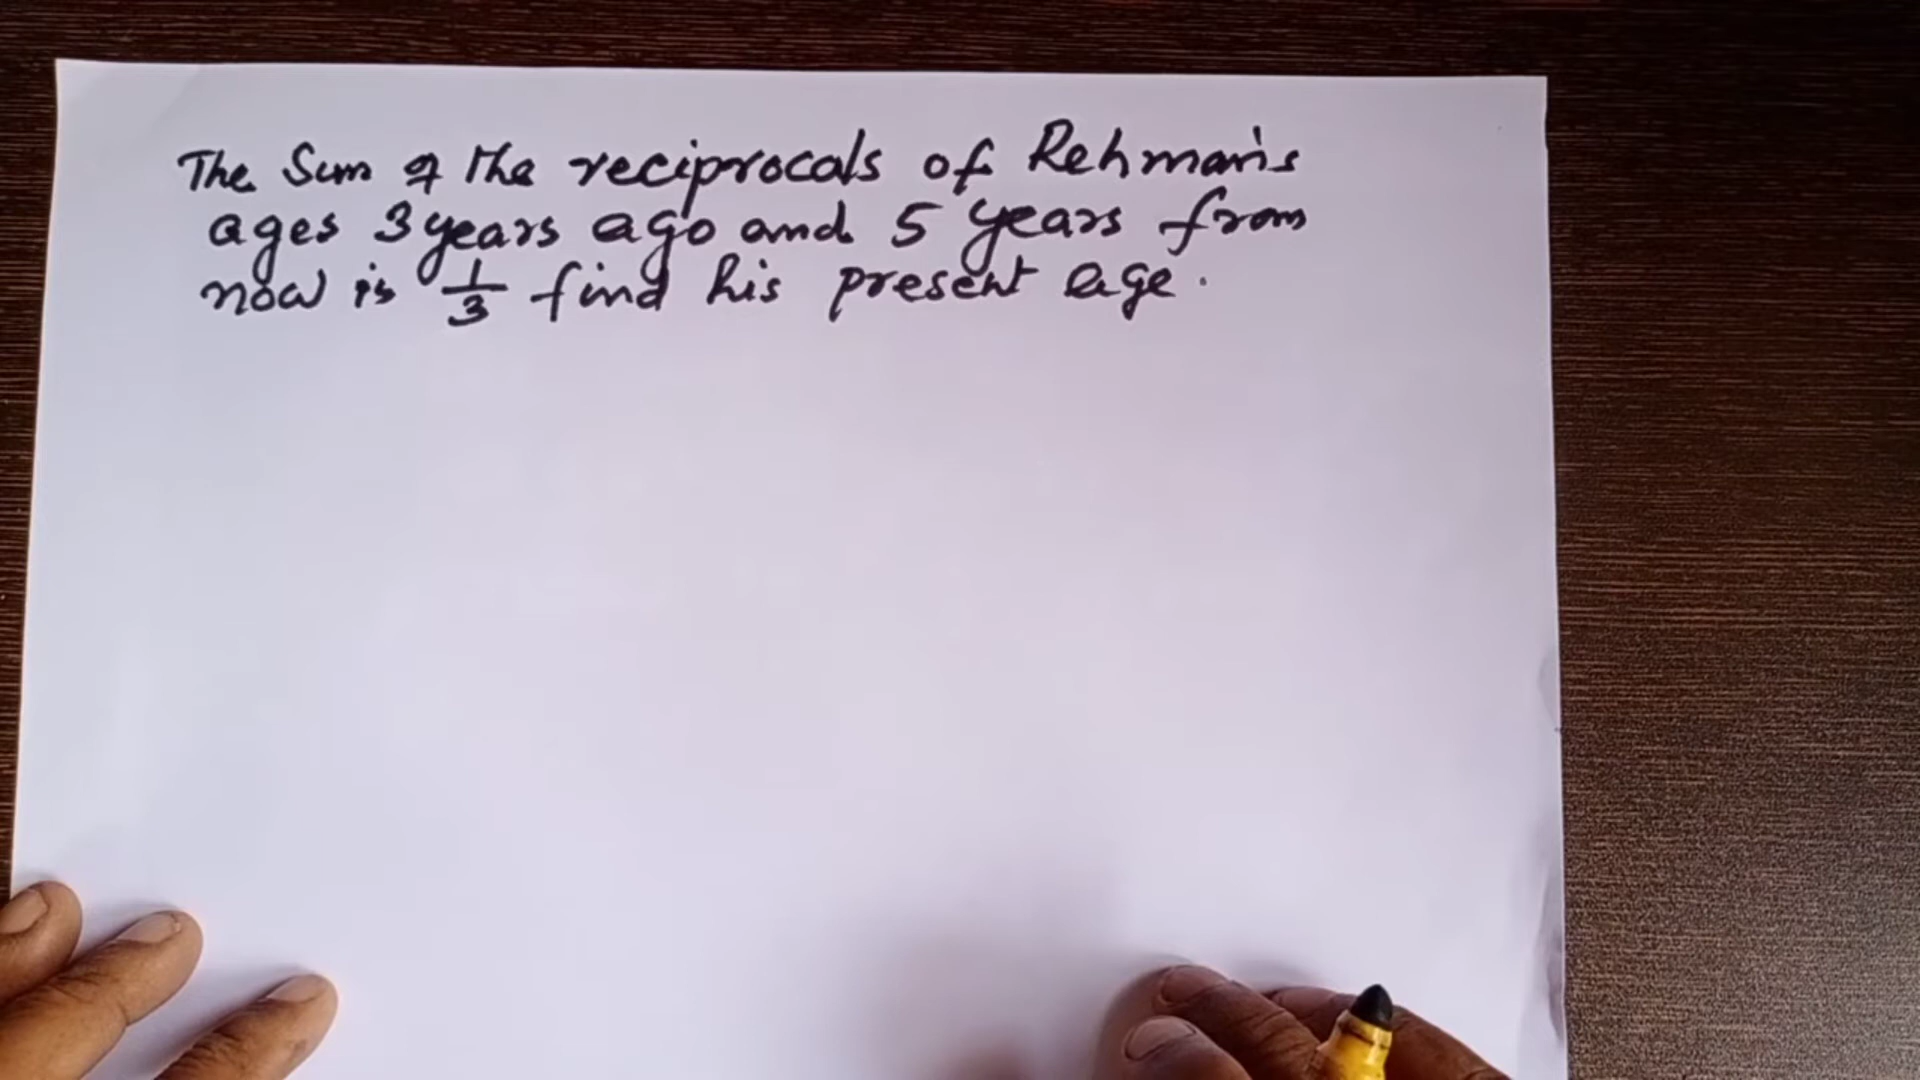 The Sum of the reciprocals of Rehman's
ages 3 years ago and 5 years from
now is 1/3 find his present age.